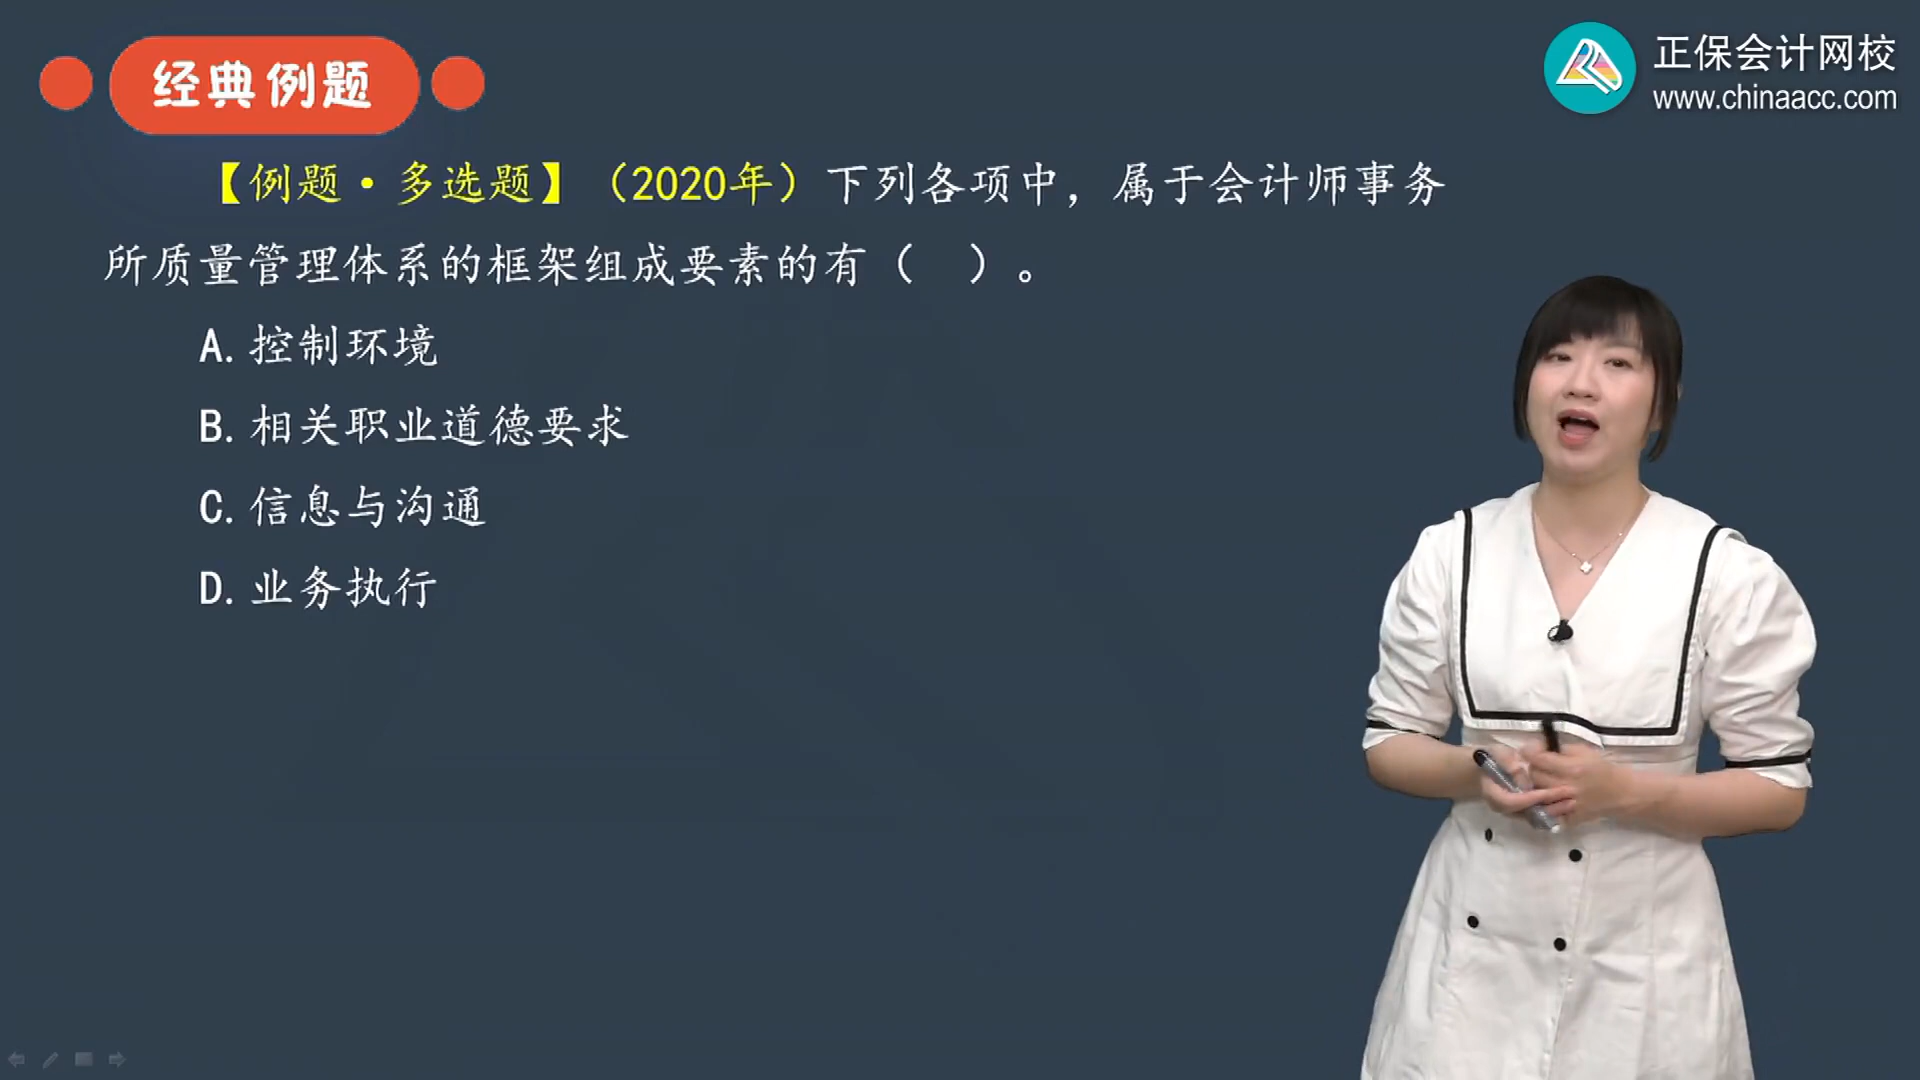 经典例题
正保会计网校
www.chinaacc.com
【例题·多选题】（2020年）下列各项中，属于会计师事务
所质量管理体系的框架组成要素的有（ ）。
A.控制环境
B.相关职业道德要求
C.信息与沟通
D.业务执行